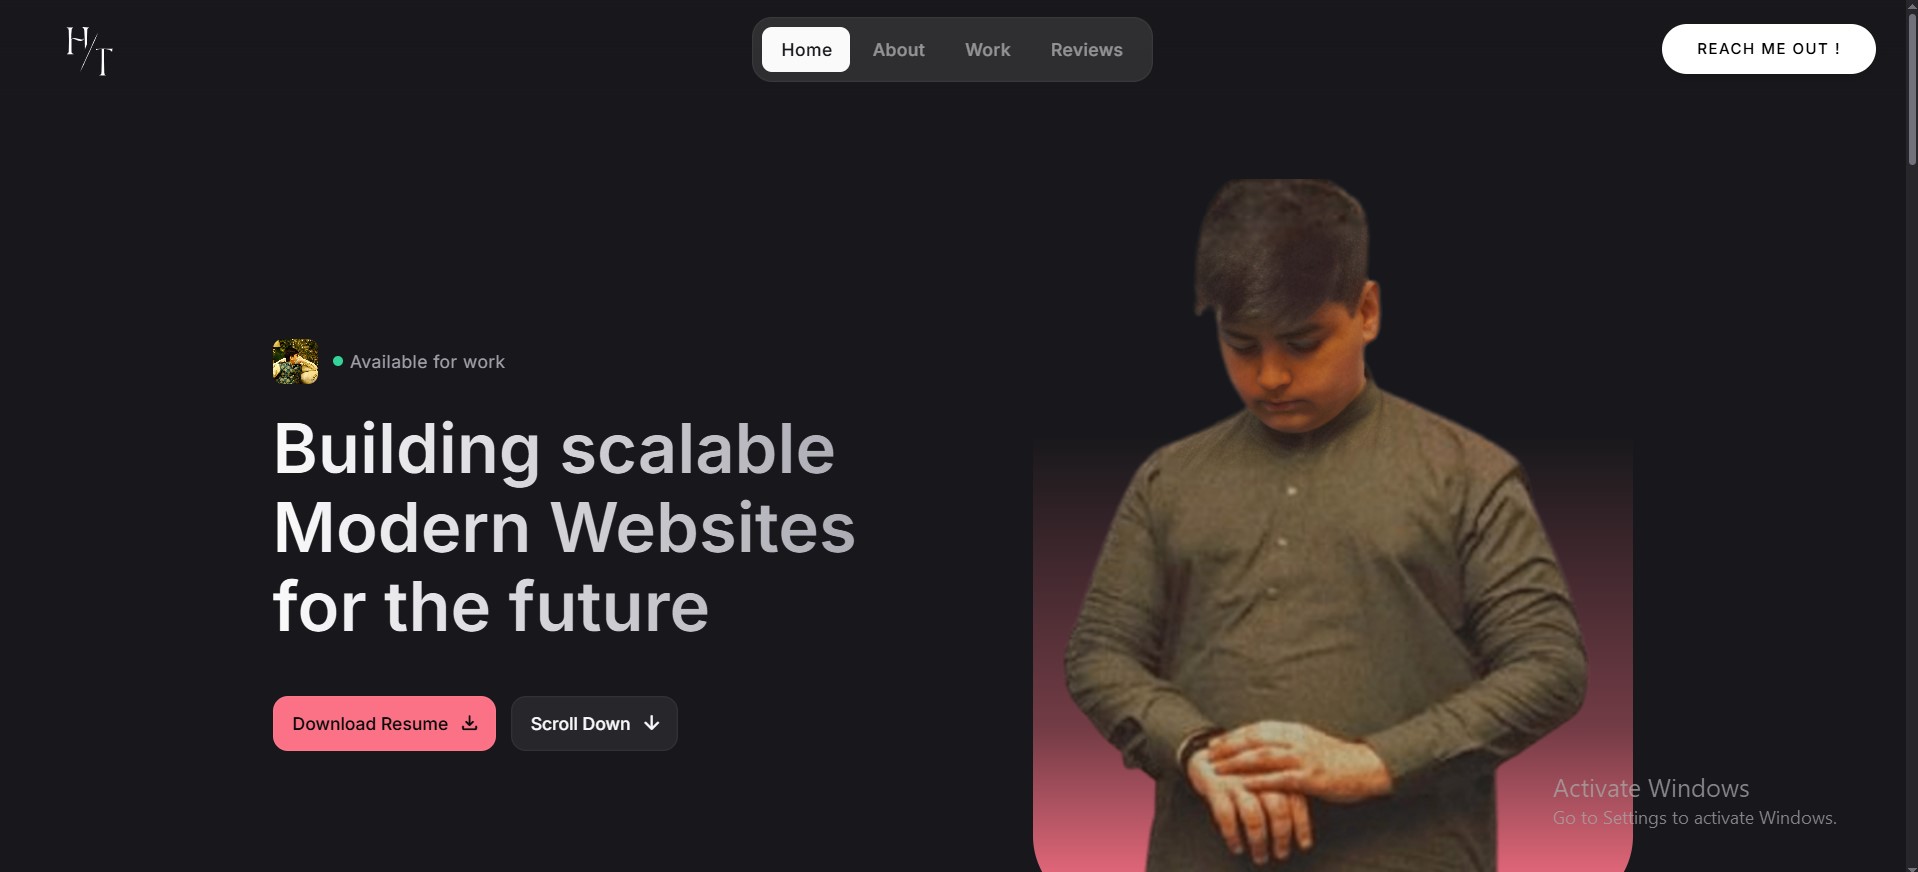 H/T
Home About Work Reviews
REACH ME OUT !
Available for work
Building scalable
Modern Websites
for the future
Download Resume
Scroll Down
Activate Windows
Go to Settings to activate Windows.